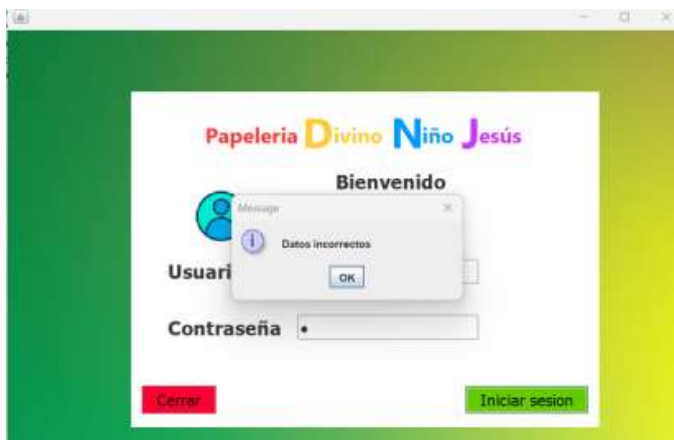 Papeleria Divino Niño Jesús
Bienvenido
Message
Datos incorrectos
OK
Usuari
Contraseña
Cerrar
Iniciar sesion